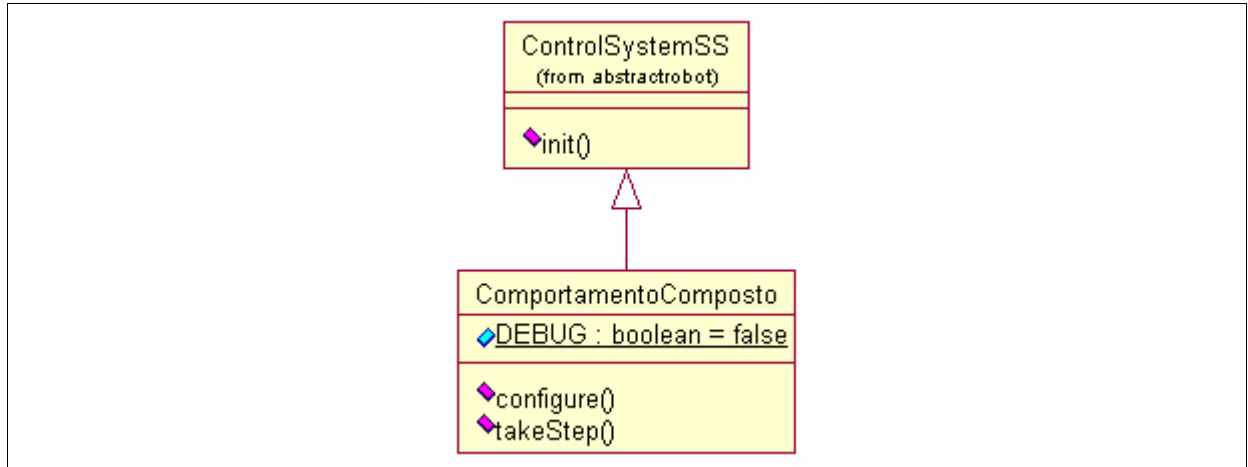 ControlSystemSS
(from abstractrobot)
init()
ComportamentoComposto
DEBUG : boolean = false
configure()
takeStep()